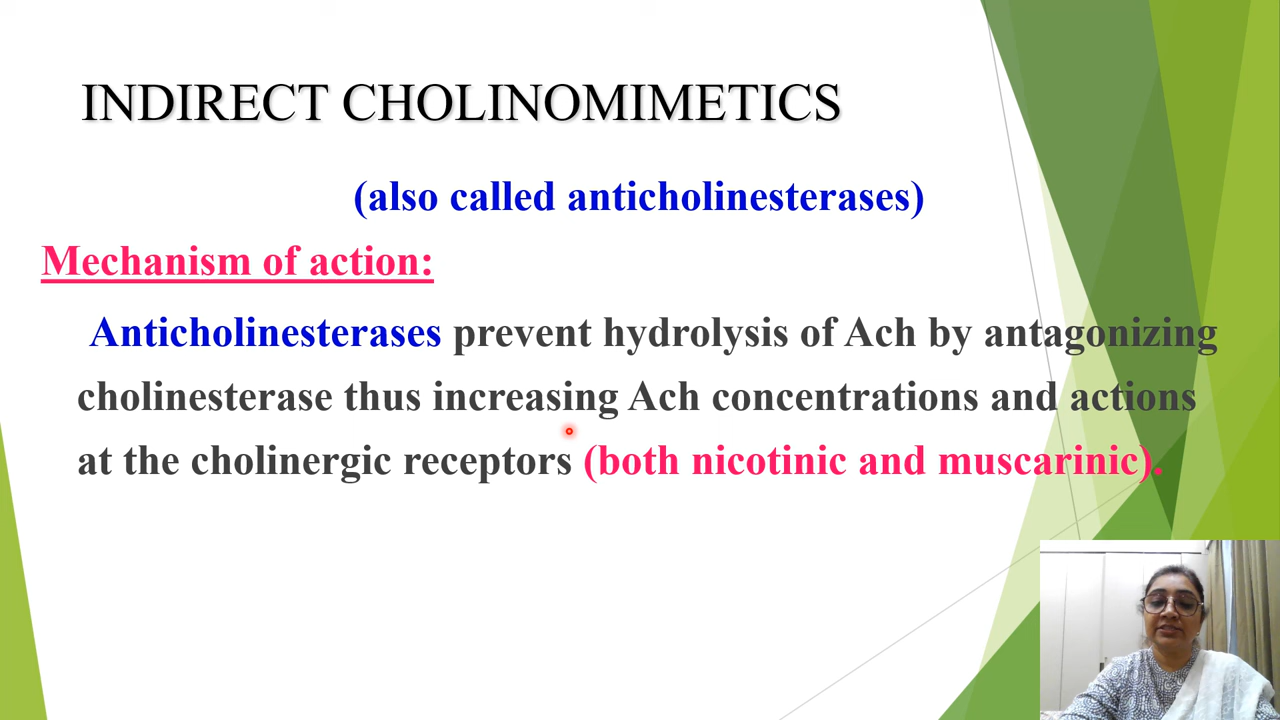 INDIRECT CHOLINOMIMETICS
(also called anticholinesterases)
Mechanism of action:
Anticholinesterases prevent hydrolysis of Ach by antagonizing
cholinesterase thus increasing Ach concentrations and actions
at the cholinergic receptors (both nicotinic and muscarinic).